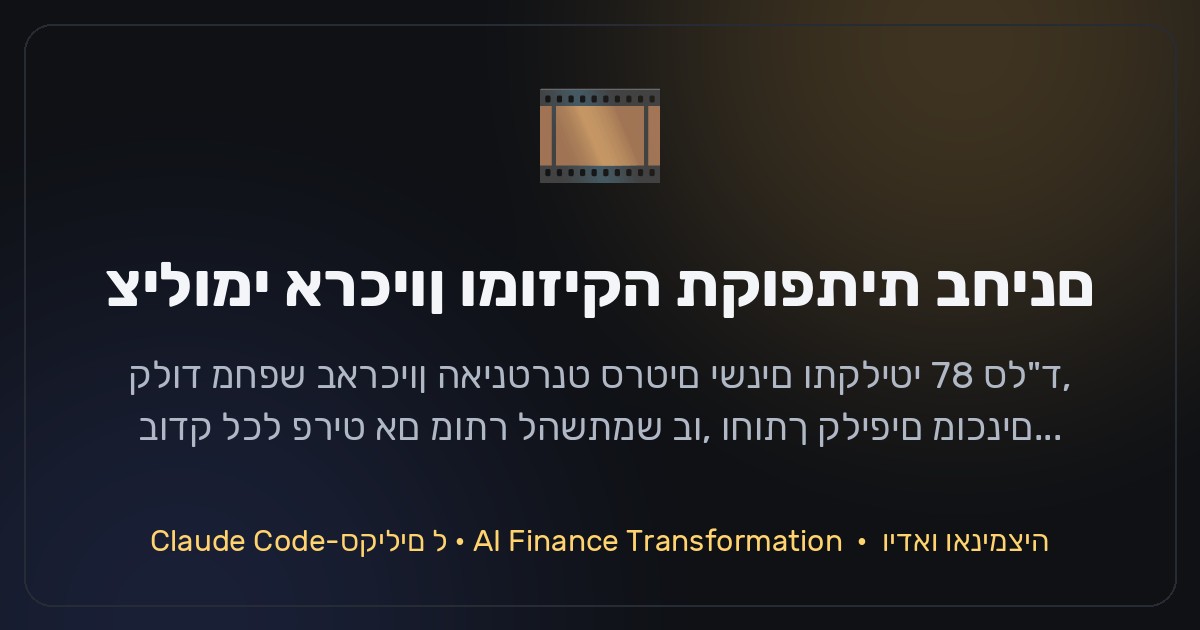 צילומי ארכיון ומוזיקה תקופתית בחינם
קלוד מחפש בארכיון האינטרנט סרטים ישנים ותקליטי 78 סל"ד,
בודק לכל פריט אם מותר להשתמש בו, וחותך קליפים מוכנים...
Claude Code-סקילים ל • AI Finance Transformation • וידאו ואנימציה